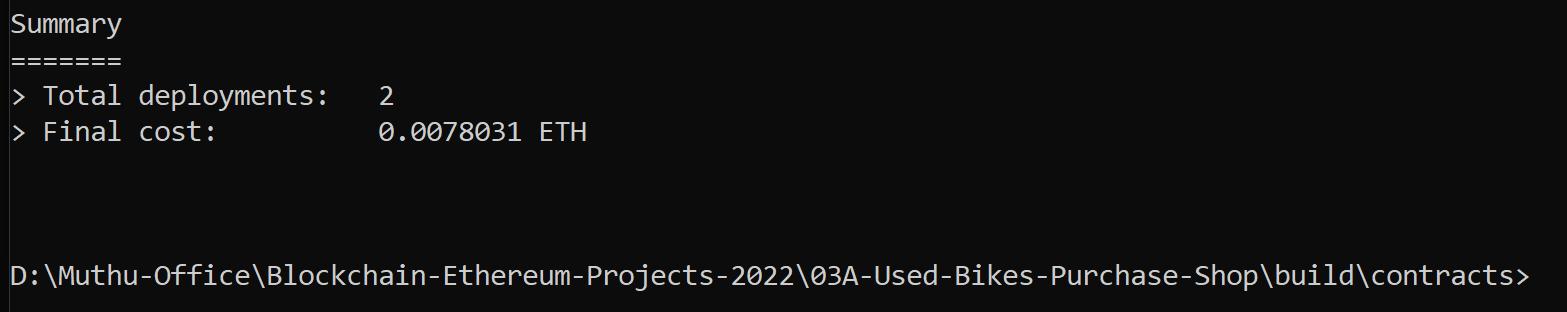 Summary
=======
> Total deployments:   2
> Final cost:          0.0078031 ETH
D:\Muthu-Office\Blockchain-Ethereum-Projects-2022\03A-Used-Bikes-Purchase-Shop\build\contracts>